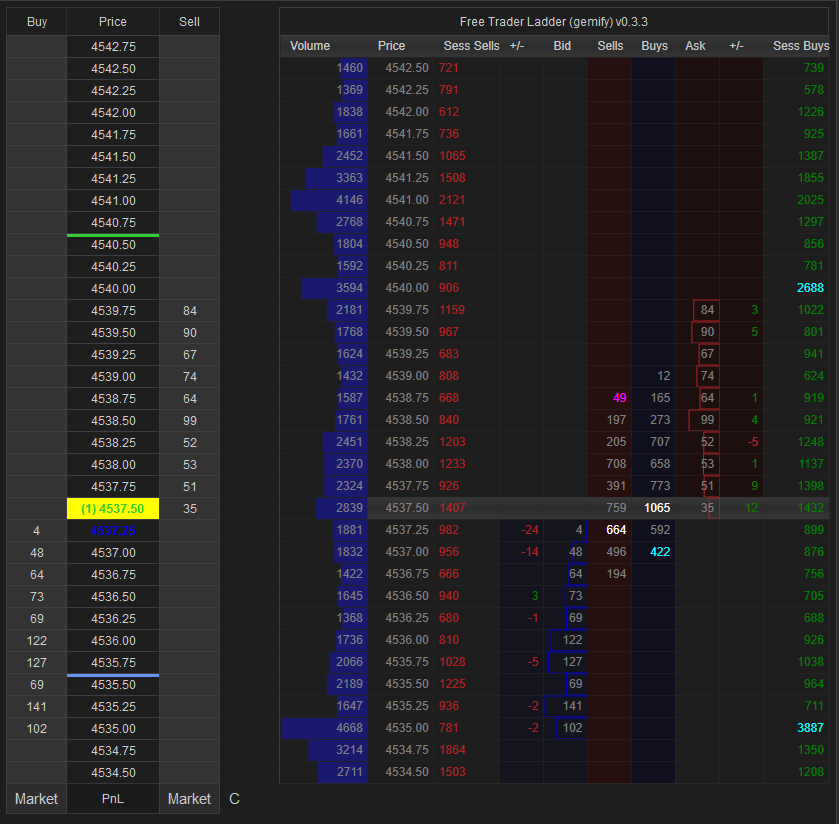 Buy Price Sell
4542.75
4542.50
4542.25
4542.00
4541.75
4541.50
4541.25
4541.00
4540.75
4540.50
4540.25
4540.00
4539.75 84
4539.50 90
4539.25 67
4539.00 74
4538.75 64
4538.50 99
4538.25 52
4538.00 53
4537.75 51
(1) 4537.50 35
4 4537.25
48 4537.00
64 4536.75
73 4536.50
69 4536.25
122 4536.00
127 4535.75
69 4535.50
141 4535.25
102 4535.00
4534.75
4534.50
Market PnL Market C
Free Trader Ladder (gemify) v0.3.3
Volume Price Sess Sells +/- Bid Sells Buys Ask +/- Sess Buys
1460 4542.50 721 739
1369 4542.25 791 578
1838 4542.00 612 1226
1661 4541.75 736 925
2452 4541.50 1065 1387
3363 4541.25 1508 1855
4146 4541.00 2121 2025
2768 4540.75 1471 1297
1804 4540.50 948 856
1592 4540.25 811 781
3594 4540.00 906 2688
2181 4539.75 1159 84 3 1022
1768 4539.50 967 90 5 801
1624 4539.25 683 67 941
1432 4539.00 808 12 74 624
1587 4538.75 668 49 165 64 1 919
1761 4538.50 840 197 273 99 4 921
2451 4538.25 1203 205 707 52 -5 1248
2370 4538.00 1233 708 658 53 1 1137
2324 4537.75 926 391 773 51 9 1398
2839 4537.50 1407 759 1065 35 12 1432
1881 4537.25 982 -24 4 664 592 899
1832 4537.00 956 -14 48 496 422 876
1422 4536.75 666 64 194 756
1645 4536.50 940 3 73 705
1368 4536.25 680 -1 69 688
1736 4536.00 810 122 926
2066 4535.75 1028 -5 127 1038
2189 4535.50 1225 69 964
1647 4535.25 936 -2 141 711
4668 4535.00 781 -2 102 3887
3214 4534.75 1864 1350
2711 4534.50 1503 1208